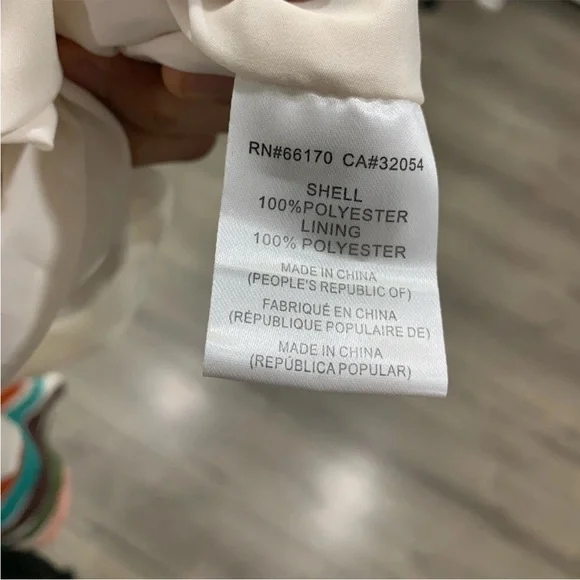 RN#66170 CA#32054
SHELL
100%POLYESTER
LINING
100% POLYESTER
MADE IN CHINA
(PEOPLE'S REPUBLIC OF)
FABRIQUÉ EN CHINA
(RÉPUBLIQUE POPULAIRE DE)
MADE IN CHINA
(REPÚBLICA POPULAR)